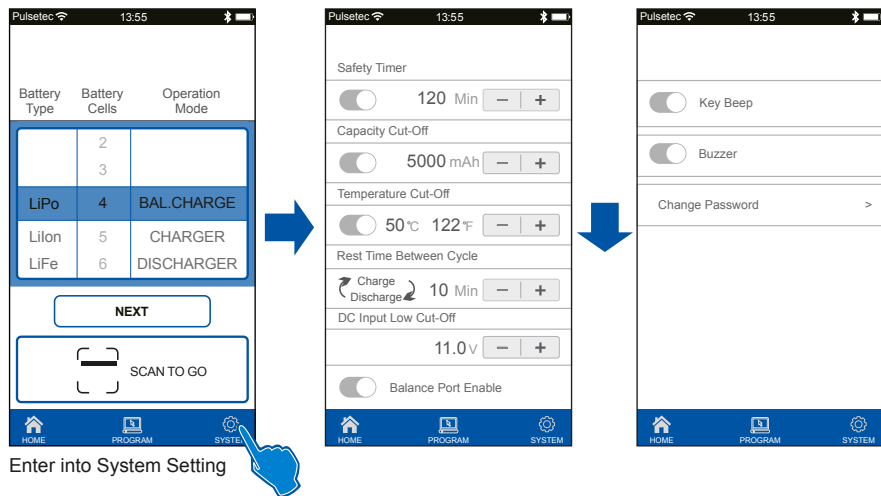 Pulsetec 13:55
Battery Type Battery Cells Operation Mode
2
3
LiPo 4 BAL.CHARGE
LiIon 5 CHARGER
LiFe 6 DISCHARGER
NEXT
SCAN TO GO
HOME PROGRAM SYSTEM
Enter into System Setting
Pulsetec 13:55
Safety Timer
120 Min − | +
Capacity Cut-Off
5000 mAh − | +
Temperature Cut-Off
50℃ 122℉ − | +
Rest Time Between Cycle
Charge
Discharge 10 Min − | +
DC Input Low Cut-Off
11.0 V − | +
Balance Port Enable
HOME PROGRAM SYSTEM
Pulsetec 13:55
Key Beep
Buzzer
Change Password >
HOME PROGRAM SYSTEM